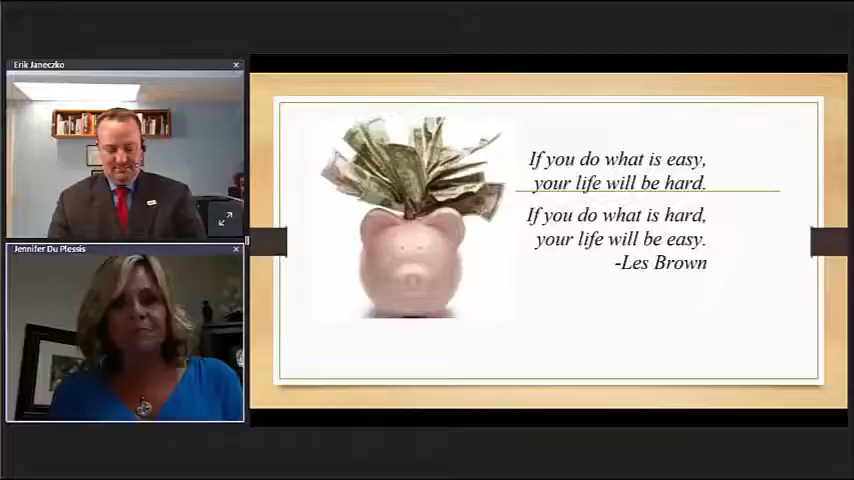 Erik Janeczko
Jennifer Du Plessis
If you do what is easy,
your life will be hard.
If you do what is hard,
your life will be easy.
-Les Brown